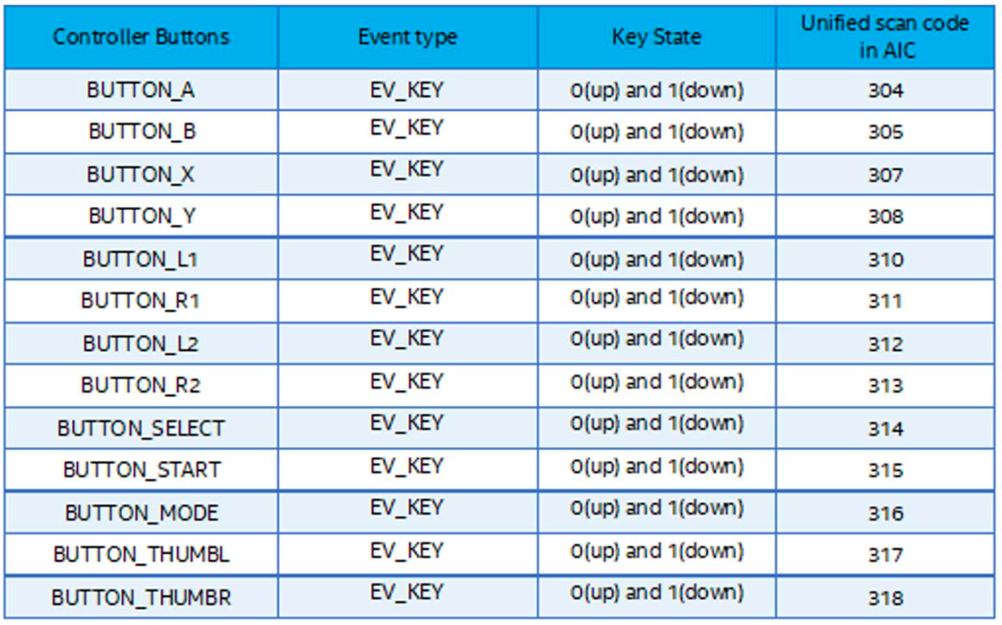 Controller Buttons Event type Key State Unified scan code in AIC
BUTTON_A EV_KEY 0(up) and 1(down) 304
BUTTON_B EV_KEY 0(up) and 1(down) 305
BUTTON_X EV_KEY 0(up) and 1(down) 307
BUTTON_Y EV_KEY 0(up) and 1(down) 308
BUTTON_L1 EV_KEY 0(up) and 1(down) 310
BUTTON_R1 EV_KEY 0(up) and 1(down) 311
BUTTON_L2 EV_KEY 0(up) and 1(down) 312
BUTTON_R2 EV_KEY 0(up) and 1(down) 313
BUTTON_SELECT EV_KEY 0(up) and 1(down) 314
BUTTON_START EV_KEY 0(up) and 1(down) 315
BUTTON_MODE EV_KEY 0(up) and 1(down) 316
BUTTON_THUMBL EV_KEY 0(up) and 1(down) 317
BUTTON_THUMBR EV_KEY 0(up) and 1(down) 318